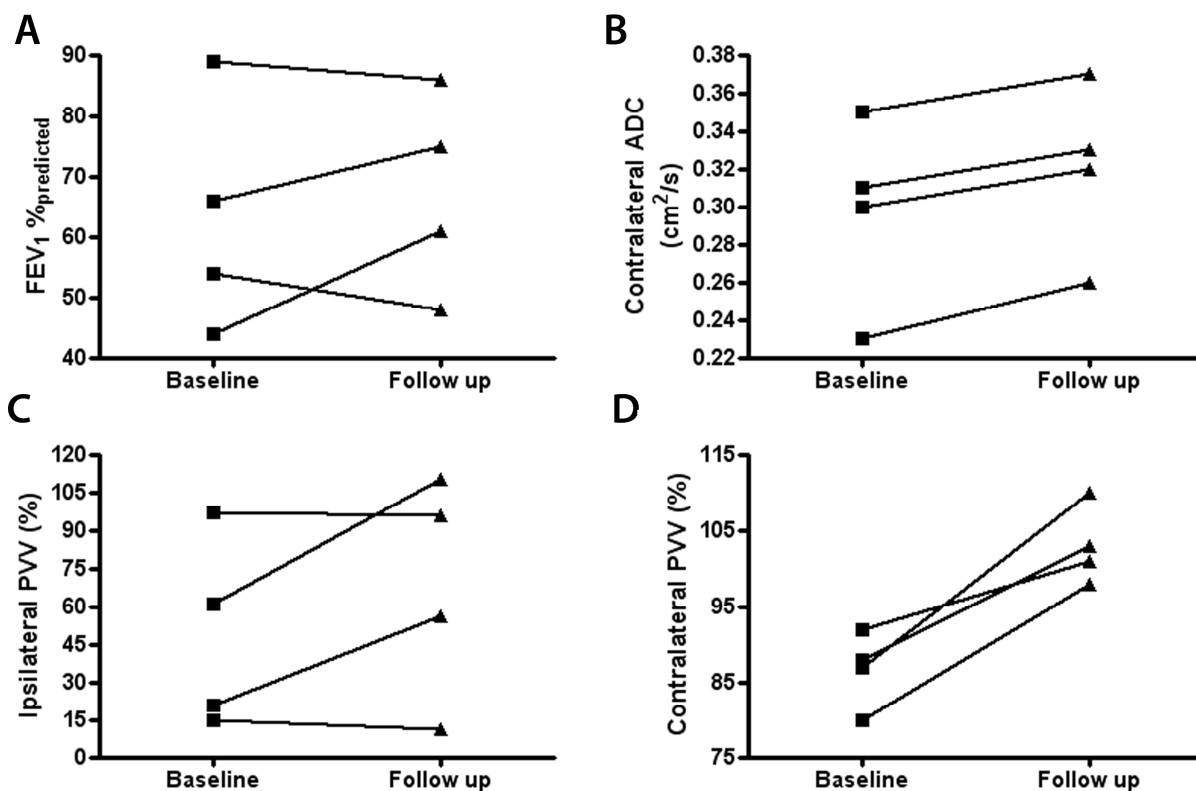 A
FEV1 %predicted
90
80
70
60
50
40
Baseline
Follow up
B
Contralateral ADC
(cm²/s)
0.38
0.36
0.34
0.32
0.30
0.28
0.26
0.24
0.22
Baseline
Follow up
C
Ipsilateral PVV (%)
120
105
90
75
60
45
30
15
0
Baseline
Follow up
D
Contralateral PVV (%)
115
105
95
85
75
Baseline
Follow up